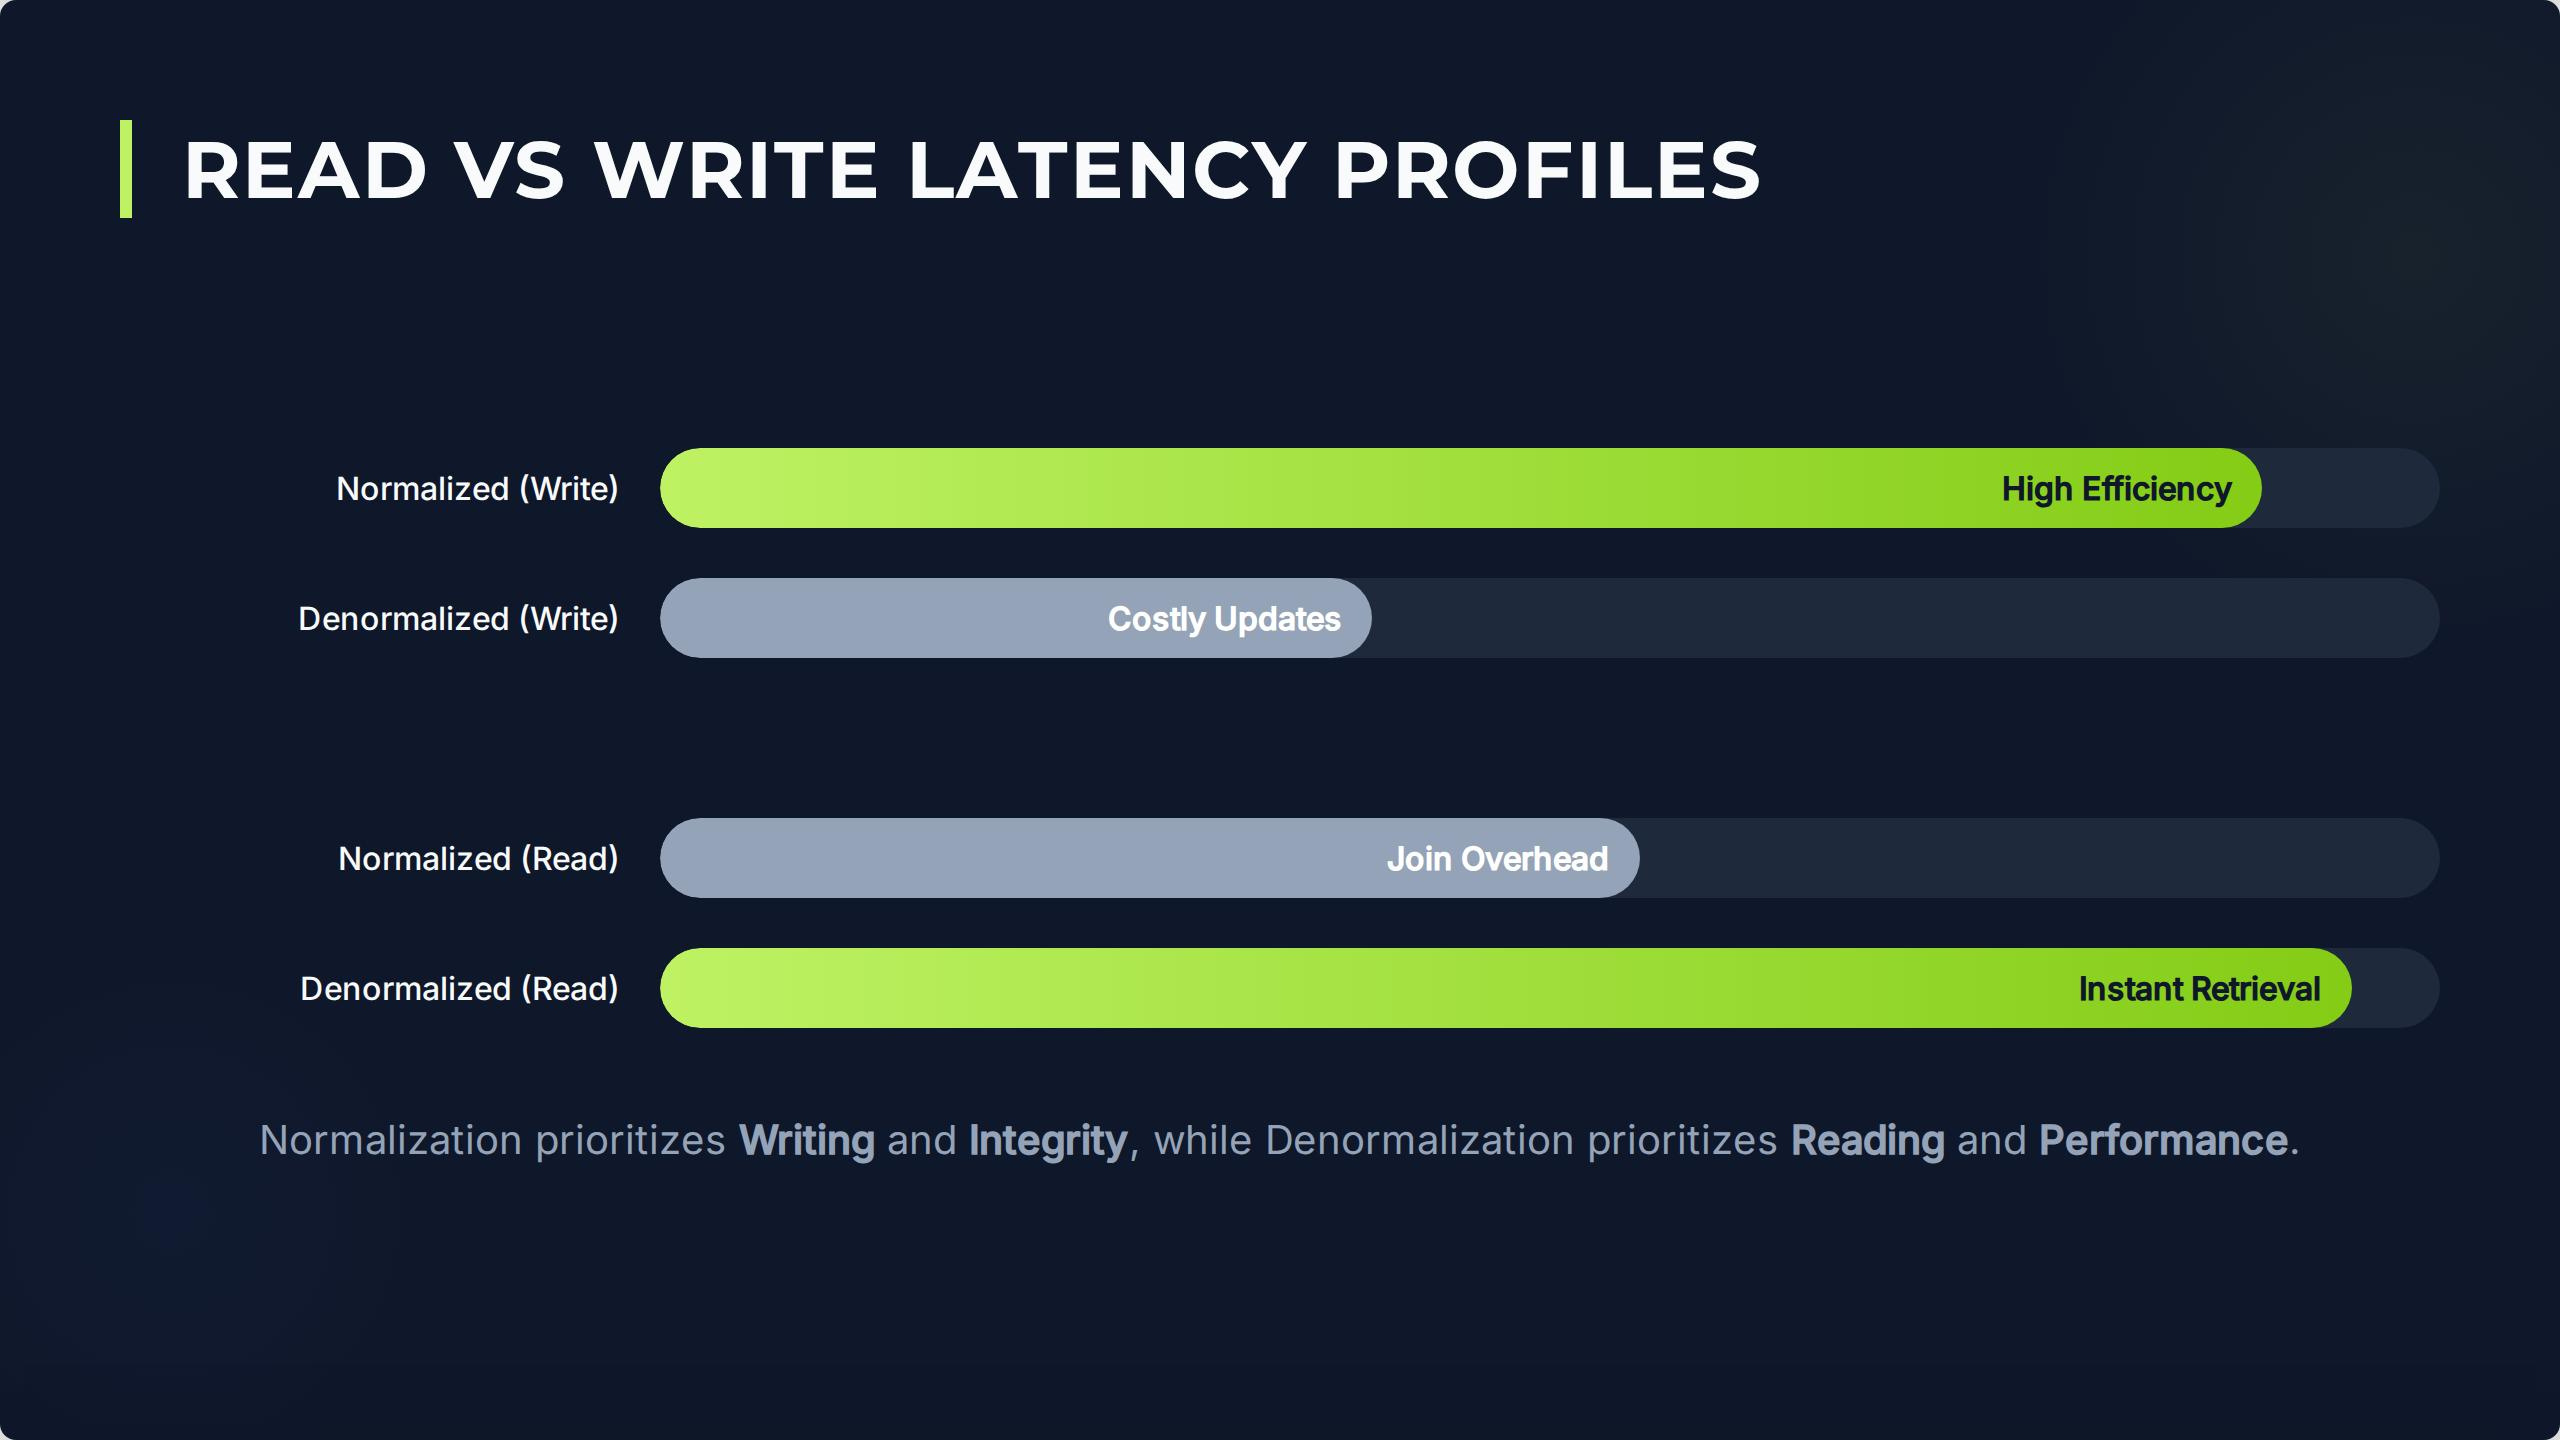 READ VS WRITE LATENCY PROFILES
Normalized (Write)
High Efficiency
Denormalized (Write)
Costly Updates
Normalized (Read)
Join Overhead
Denormalized (Read)
Instant Retrieval
Normalization prioritizes Writing and Integrity, while Denormalization prioritizes Reading and Performance.